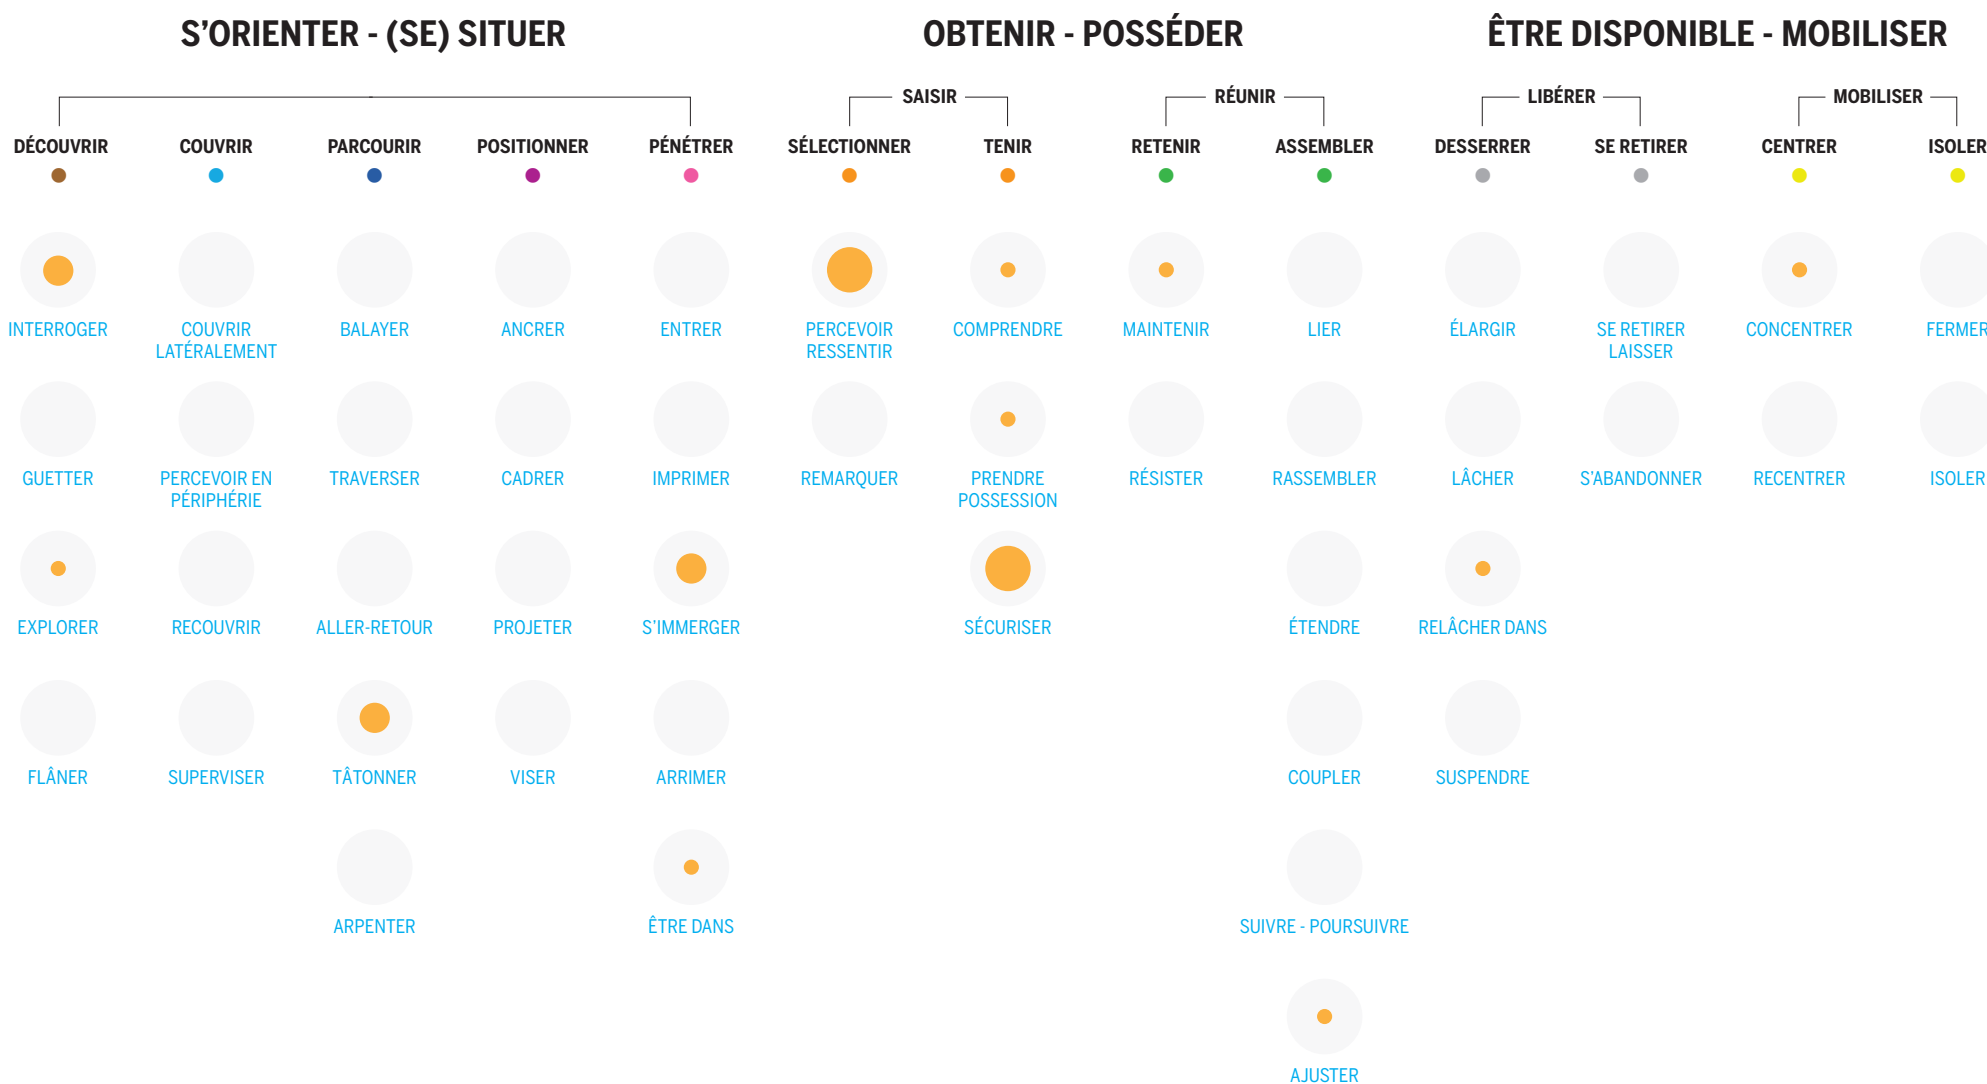 S’ORIENTER - (SE) SITUER
OBTENIR - POSSÉDER
ÊTRE DISPONIBLE - MOBILISER
SAISIR
RÉUNIR
LIBÉRER
MOBILISER
DÉCOUVRIR
COUVRIR
PARCOURIR
POSITIONNER
PÉNÉTRER
SÉLECTIONNER
TENIR
RETENIR
ASSEMBLER
DESSERRER
SE RETIRER
CENTRER
ISOLER
INTERROGER
COUVRIR
LATÉRALEMENT
BALAYER
ANCRER
ENTRER
PERCEVOIR
RESSENTIR
COMPRENDRE
MAINTENIR
LIER
ÉLARGIR
SE RETIRER
LAISSER
CONCENTRER
FERMER
GUETTER
PERCEVOIR EN
PÉRIPHÉRIE
TRAVERSER
CADRER
IMPRIMER
REMARQUER
PRENDRE
POSSESSION
RÉSISTER
RASSEMBLER
LÂCHER
S’ABANDONNER
RECENTRER
ISOLER
EXPLORER
RECOUVRIR
ALLER-RETOUR
PROJETER
S’IMMERGER
SÉCURISER
ÉTENDRE
RELÂCHER DANS
FLÂNER
SUPERVISER
TÂTONNER
VISER
ARRIMER
COUPLER
SUSPENDRE
ARPENTER
ÊTRE DANS
SUIVRE - POURSUIVRE
AJUSTER